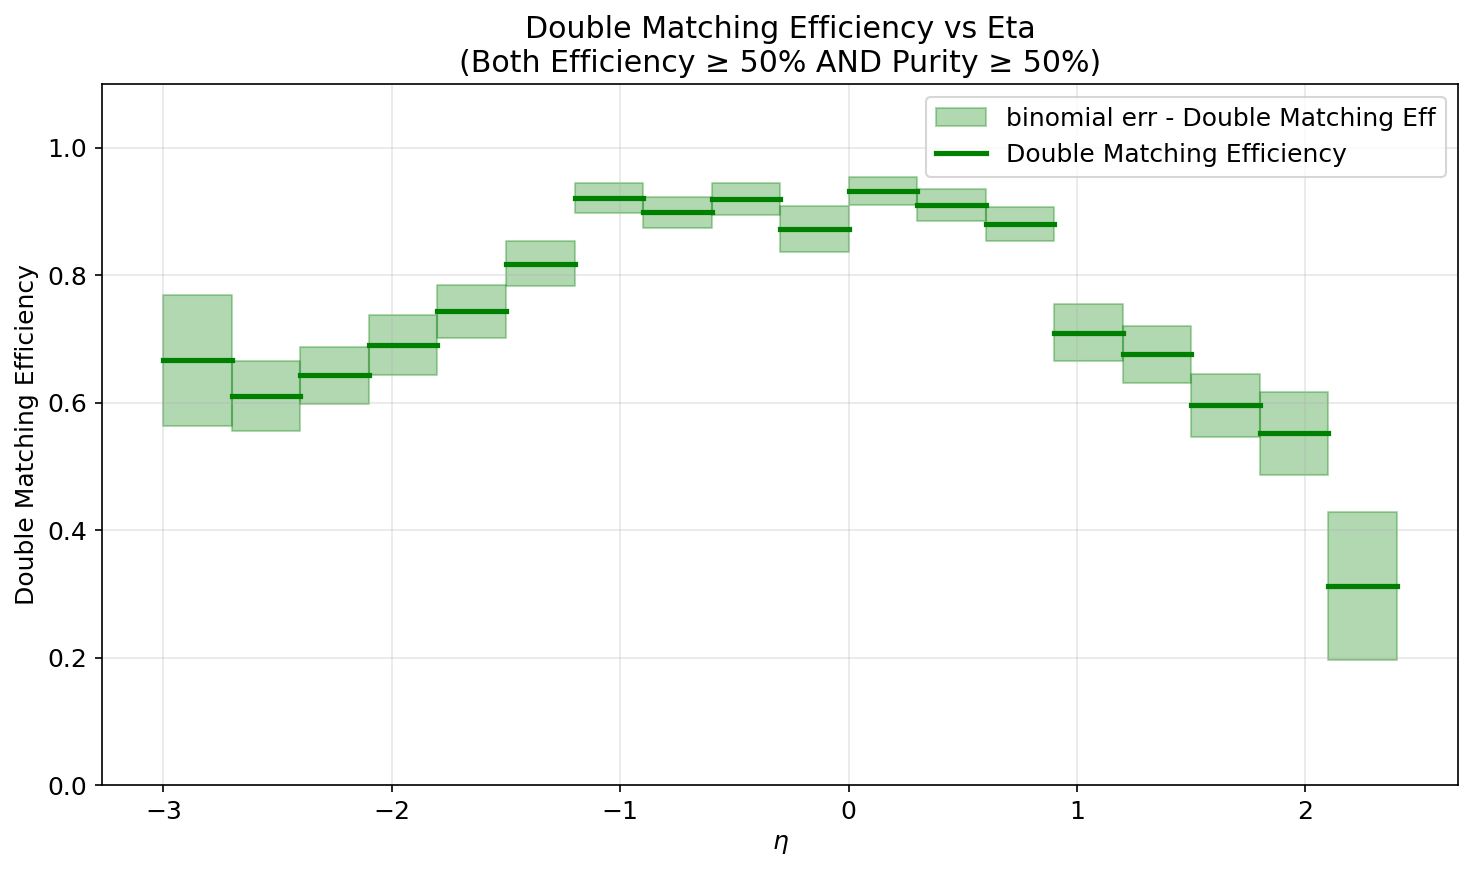 Double Matching Efficiency vs Eta
(Both Efficiency ≥ 50% AND Purity ≥ 50%)
binomial err - Double Matching Eff
Double Matching Efficiency
Double Matching Efficiency
1.0
0.8
0.6
0.4
0.2
0.0
−3
−2
−1
0
1
2
η